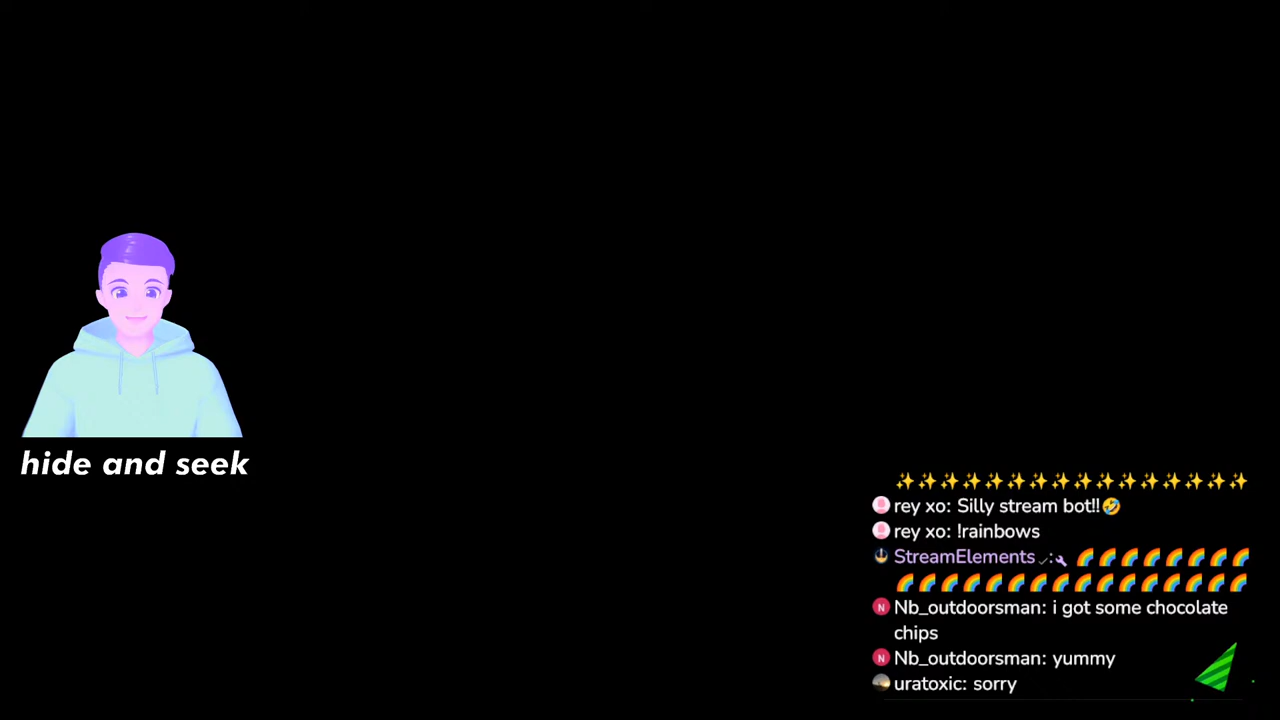 hide and seek
✨✨✨✨✨✨✨✨✨✨✨✨✨✨✨✨
rey xo: Silly stream bot!!🤣
rey xo: !rainbows
StreamElements 🌈🌈🌈🌈🌈🌈🌈🌈
🌈🌈🌈🌈🌈🌈🌈🌈🌈🌈🌈🌈🌈🌈🌈🌈
N Nb_outdoorsman: i got some chocolate
chips
N Nb_outdoorsman: yummy
uratoxic: sorry